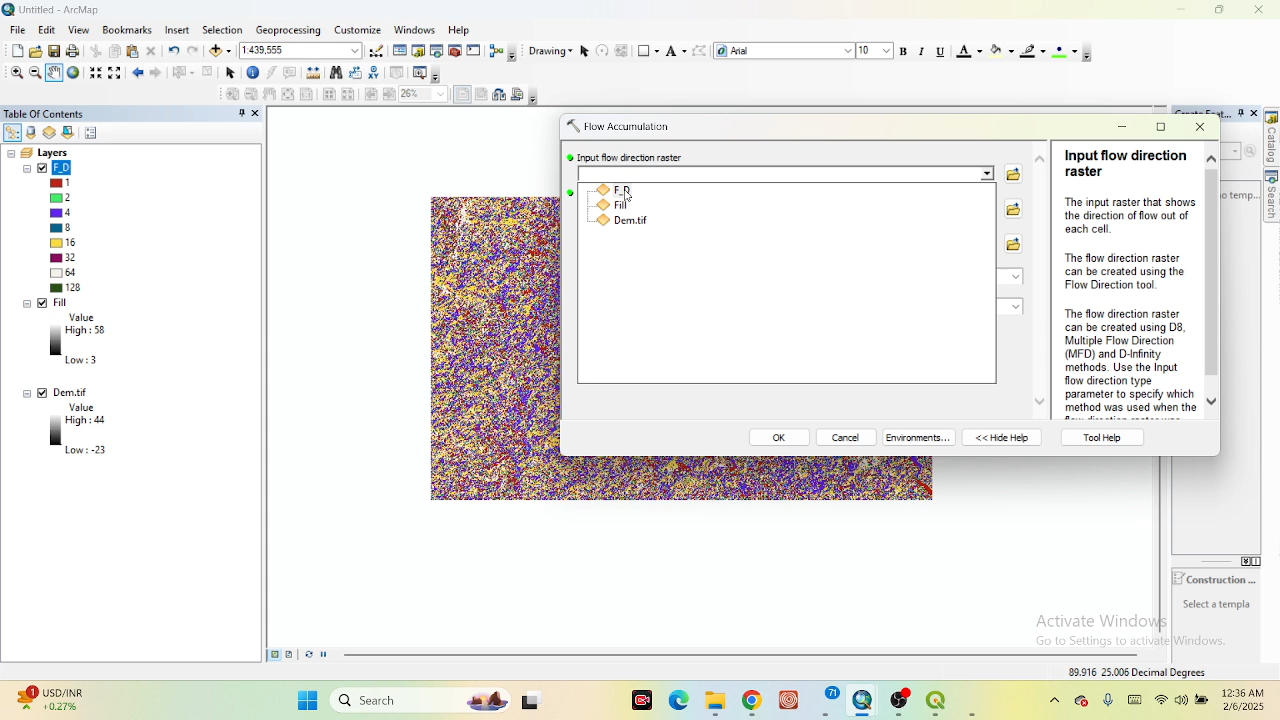 Untitled - ArcMap
File Edit View Bookmarks Insert Selection Geoprocessing Customize Windows Help
1:439,555
Drawing
Arial
10
B I U A
26%
Table Of Contents
Layers
F_D
1
2
4
8
16
32
64
128
Fill
Value
High : 58
Low : 3
Dem.tif
Value
High : 44
Low : -23
Flow Accumulation
Input flow direction raster
F_D
Fill
Dem.tif
OK
Cancel
Environments...
<< Hide Help
Tool Help
Input flow direction
raster
The input raster that shows
the direction of flow out of
each cell.
The flow direction raster
can be created using the
Flow Direction tool.
The flow direction raster
can be created using D8,
Multiple Flow Direction
(MFD) and D-Infinity
methods. Use the Input
flow direction type
parameter to specify which
method was used when the
Catalog
Search
Construction ...
Select a templa
Activate Windows
Go to Settings to activate Windows.
89.916 25.006 Decimal Degrees
1
USD/INR
+0.27%
Search
71
12:36 AM
2/6/2025